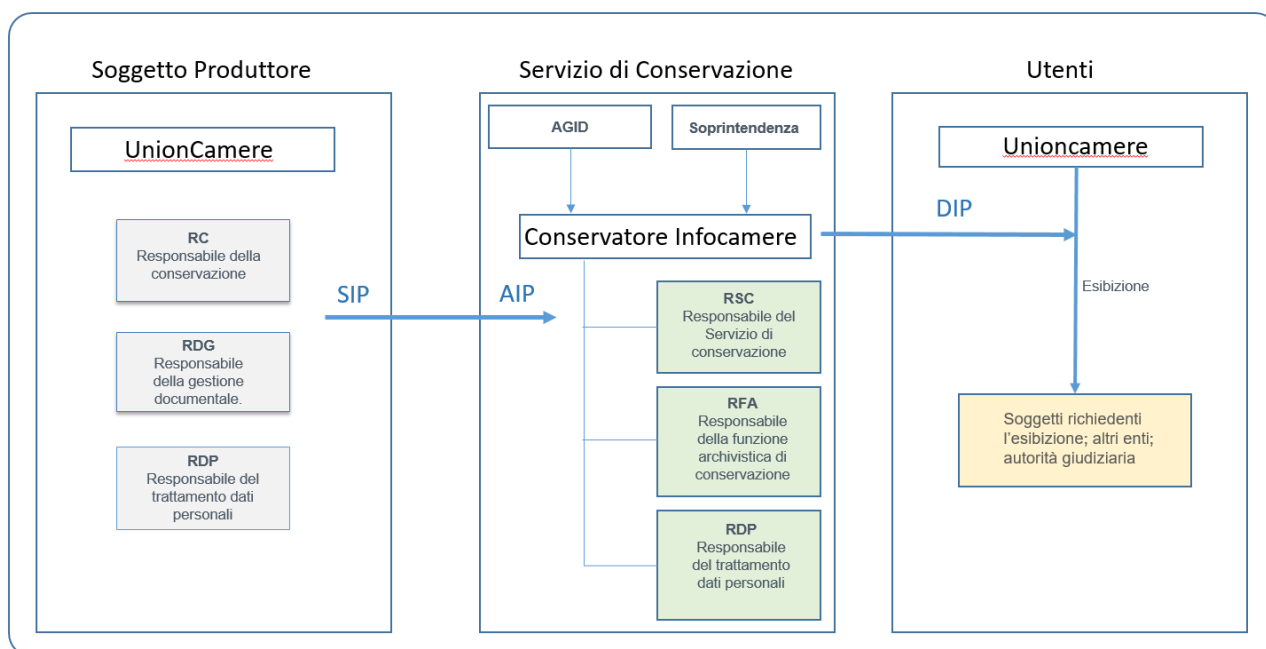 Soggetto Produttore
UnionCamere
RC
Responsabile della
conservazione
RDG
Responsabile
della gestione
documentale.
RDP
Responsabile del
trattamento dati
personali
SIP
Servizio di Conservazione
AGID
Soprintendenza
Conservatore Infocamere
AIP
RSC
Responsabile del
Servizio di
conservazione
RFA
Responsabile
della funzione
archivistica di
conservazione
RDP
Responsabile
del trattamento
dati personali
Utenti
Unioncamere
DIP
Esibizione
Soggetti richiedenti
l'esibizione; altri enti;
autorità giudiziaria